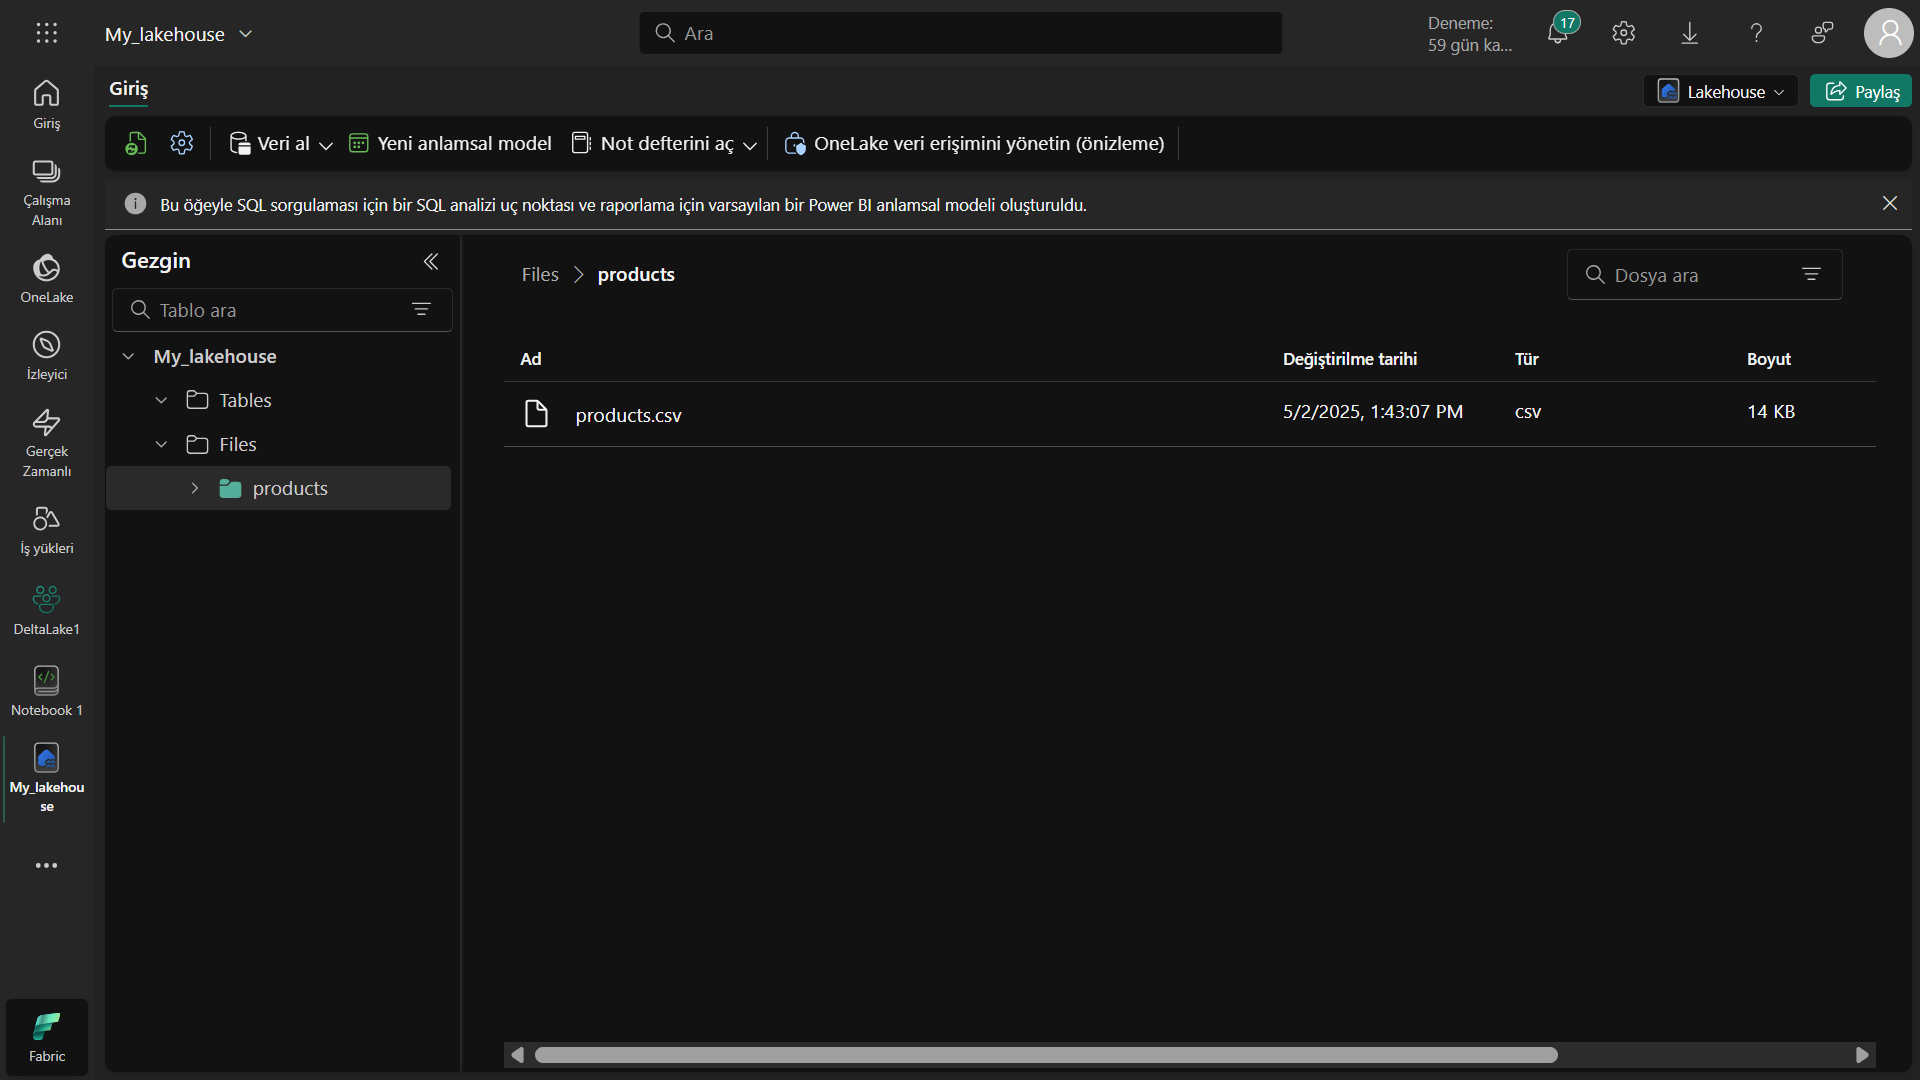 My_lakehouse
Ara
Deneme:
59 gün ka...
17
Giriş
Çalışma
Alanı
OneLake
İzleyici
Gerçek
Zamanlı
İş yükleri
DeltaLake1
Notebook 1
My_lakehou
se
Fabric
Giriş
Lakehouse
Paylaş
Veri al
Yeni anlamsal model
Not defterini aç
OneLake veri erişimini yönetin (önizleme)
Bu öğeyle SQL sorgulaması için bir SQL analizi uç noktası ve raporlama için varsayılan bir Power BI anlamsal modeli oluşturuldu.
Gezgin
Tablo ara
My_lakehouse
Tables
Files
products
Files > products
Dosya ara
Ad Değiştirilme tarihi Tür Boyut
products.csv 5/2/2025, 1:43:07 PM csv 14 KB